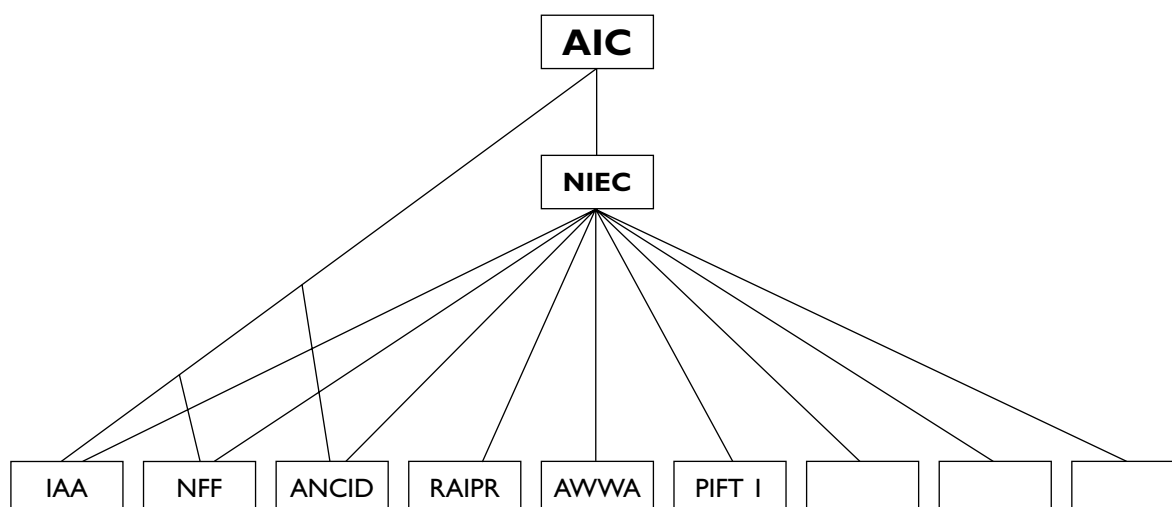 AIC
NIEC
IAA
NFF
ANCID
RAIPR
AWWA
PIFT I